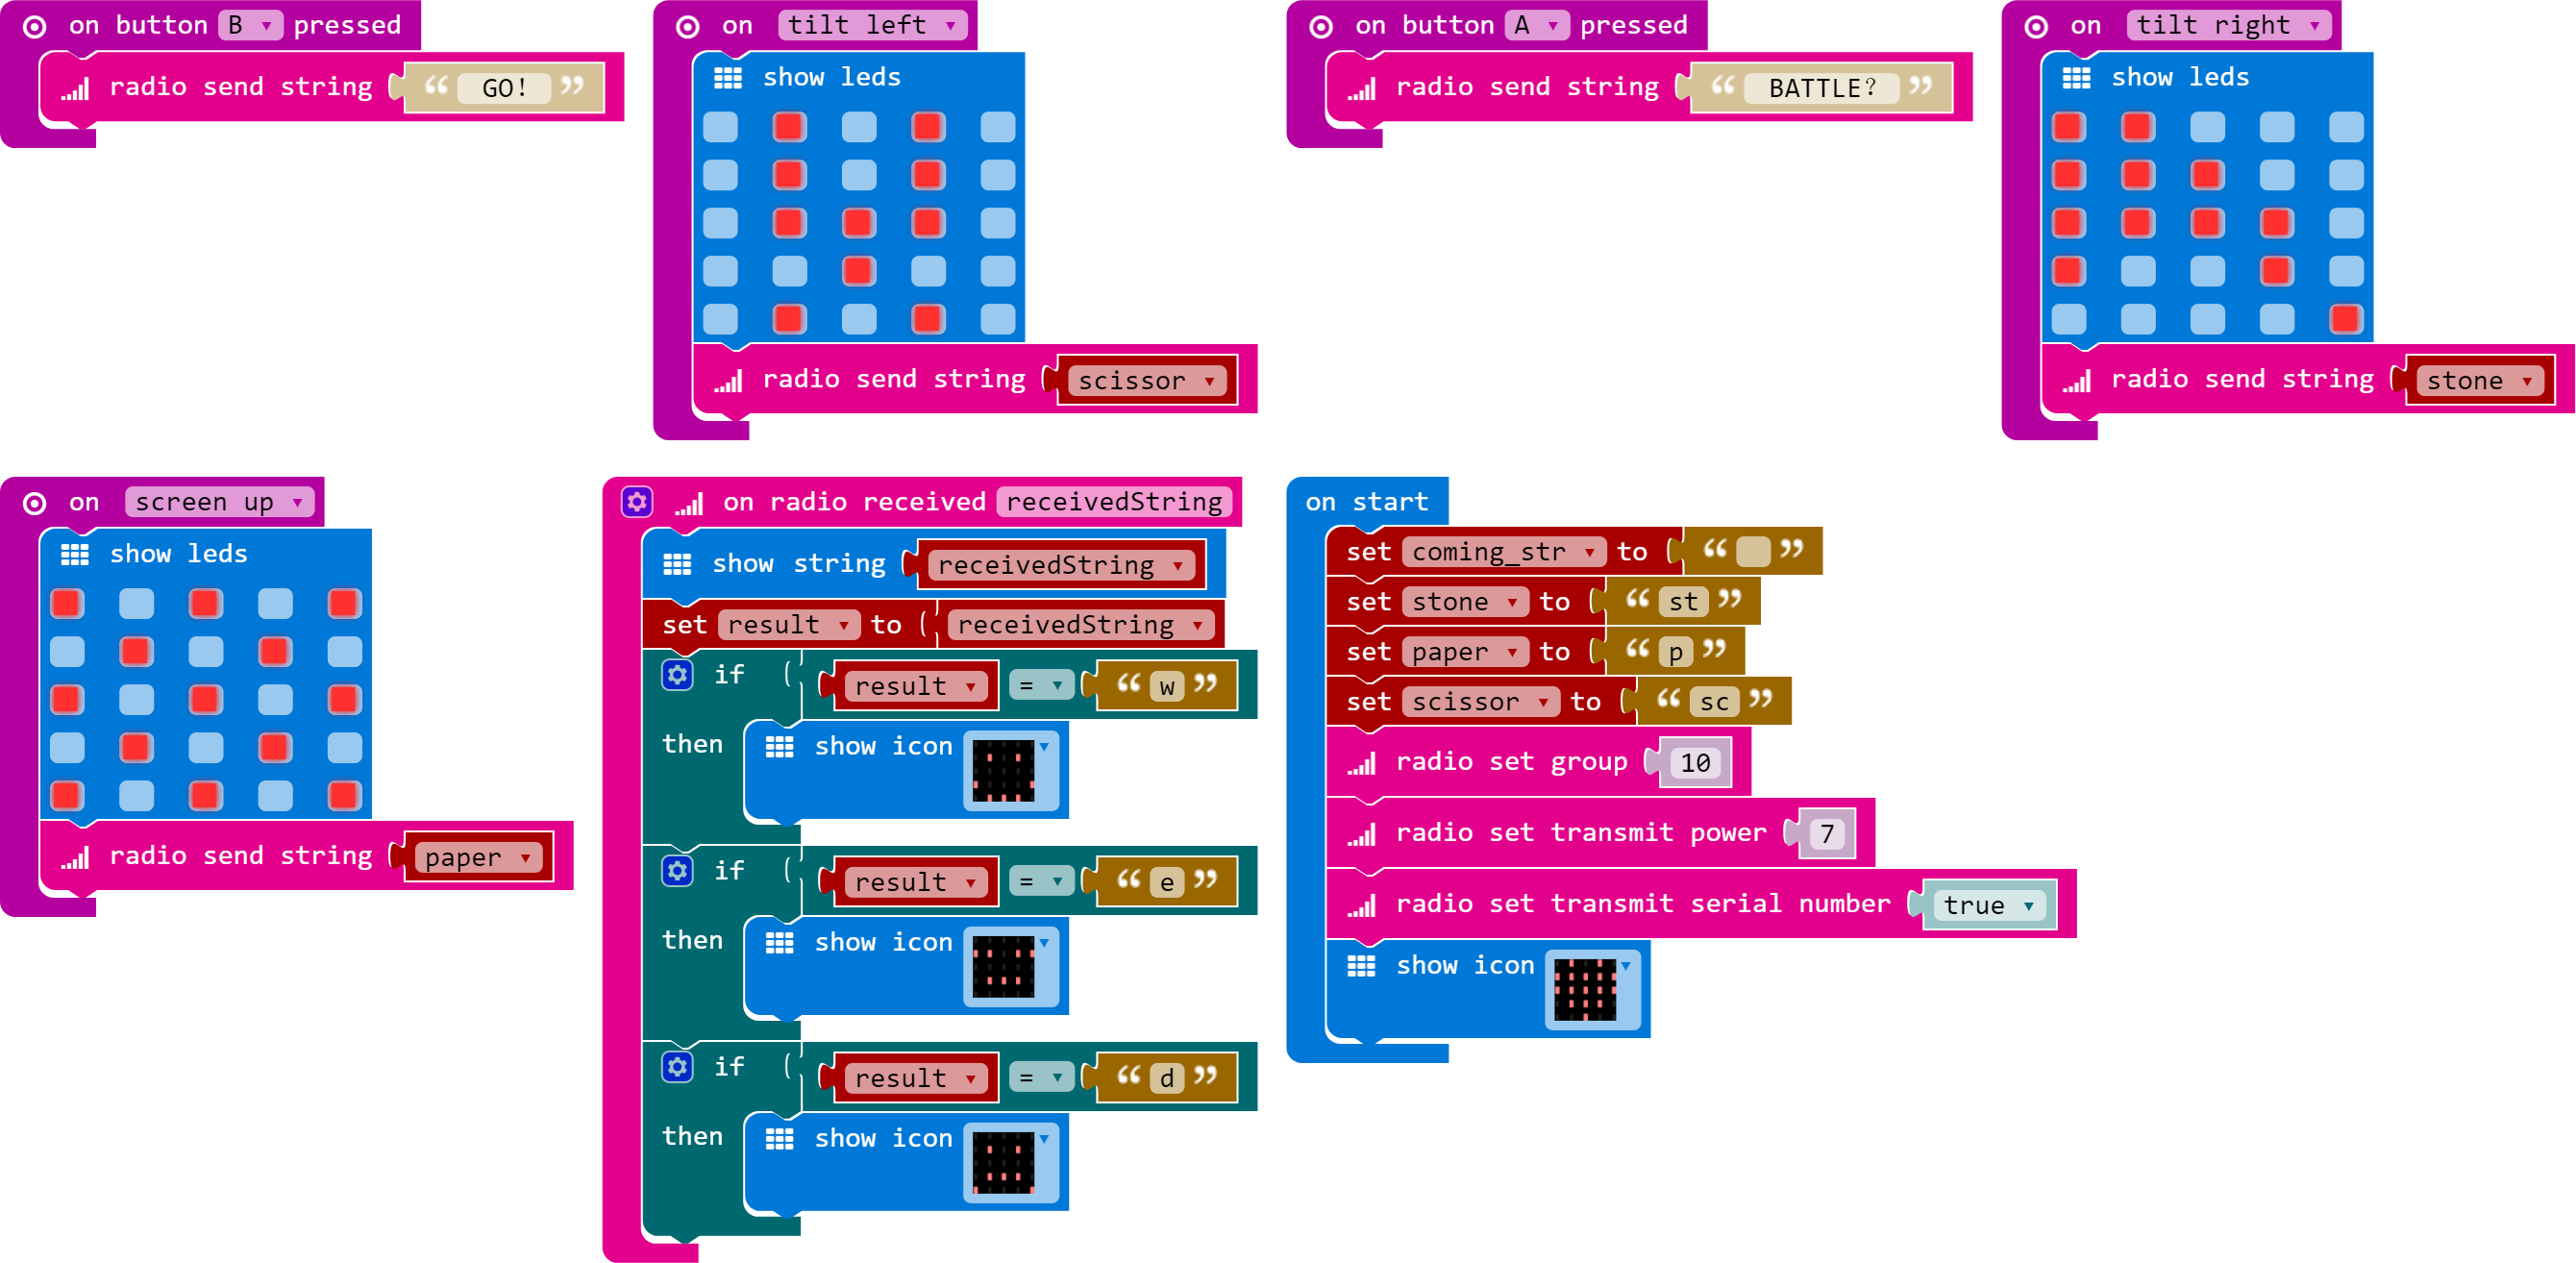 on button B pressed
radio send string “ GO! ”
on tilt left
show leds
radio send string scissor
on button A pressed
radio send string “ BATTLE? ”
on tilt right
show leds
radio send string stone
on screen up
show leds
radio send string paper
on radio received receivedString
show string receivedString
set result to receivedString
if result = “ w ”
then show icon
if result = “ e ”
then show icon
if result = “ d ”
then show icon
on start
set coming_str to “ ”
set stone to “ st ”
set paper to “ p ”
set scissor to “ sc ”
radio set group 10
radio set transmit power 7
radio set transmit serial number true
show icon